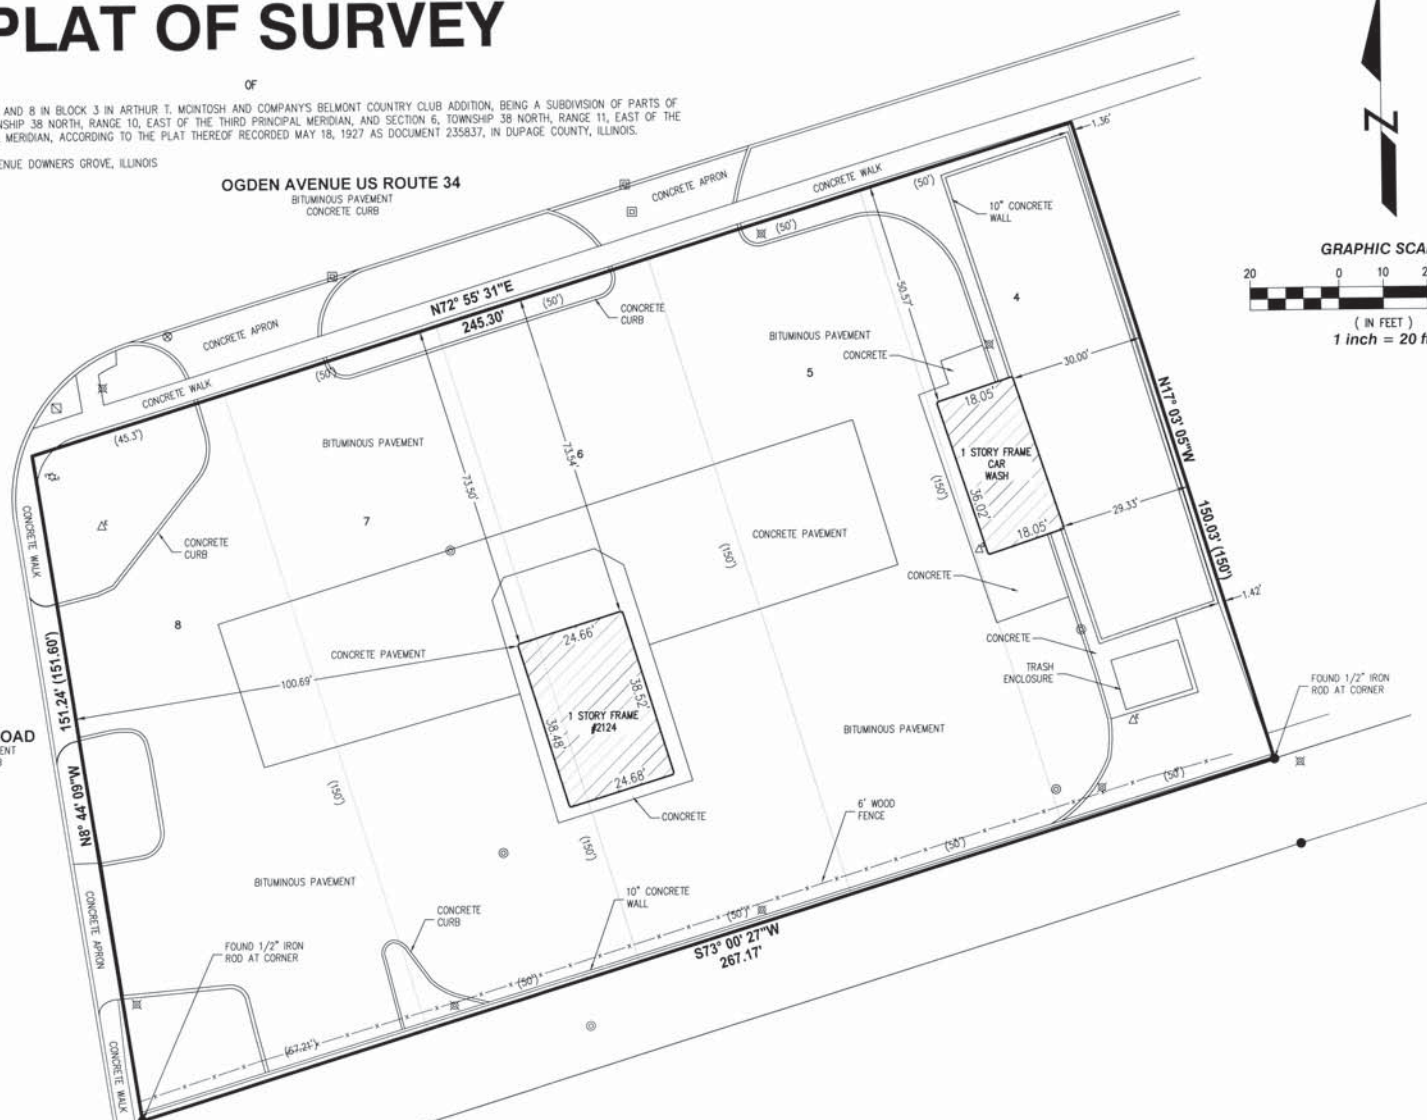 PLAT OF SURVEY
OF
AND 8 IN BLOCK 3 IN ARTHUR T. MCINTOSH AND COMPANY'S BELMONT COUNTRY CLUB ADDITION, BEING A SUBDIVISION OF PARTS OF
NSHIP 38 NORTH, RANGE 10, EAST OF THE THIRD PRINCIPAL MERIDIAN, AND SECTION 6, TOWNSHIP 38 NORTH, RANGE 11, EAST OF THE
MERIDIAN, ACCORDING TO THE PLAT THEREOF RECORDED MAY 18, 1927 AS DOCUMENT 235837, IN DUPAGE COUNTY, ILLINOIS.
ENUE DOWNERS GROVE, ILLINOIS
OGDEN AVENUE US ROUTE 34
BITUMINOUS PAVEMENT
CONCRETE CURB
Z
GRAPHIC SCA
20
0
10
2
( IN FEET )
1 inch = 20 f
CONCRETE APRON
CONCRETE WALK
1.36'
(50')
10" CONCRETE
WALL
(50')
50.57'
4
N72° 55' 31"E
245.30'
(50')
CONCRETE
CURB
CONCRETE APRON
BITUMINOUS PAVEMENT
CONCRETE
5
30.00'
(50')
CONCRETE WALK
(45.3')
BITUMINOUS PAVEMENT
73.50'
73.54'
6
18.05'
1 STORY FRAME
CAR
WASH
36.02'
18.05'
(150')
N17° 03' 05"W
150.03' (150')
29.33'
7
CONCRETE
CURB
CONCRETE WALK
CONCRETE PAVEMENT
(150')
CONCRETE
1.42'
8
CONCRETE PAVEMENT
24.66'
CONCRETE
TRASH
ENCLOSURE
151.24' (151.60')
100.69'
38.52'
1 STORY FRAME
#2124
38.48'
24.68'
FOUND 1/2" IRON
ROD AT CORNER
OAD
ENT
B
BITUMINOUS PAVEMENT
N8° 44' 09"W
(150')
(50')
CONCRETE
6' WOOD
FENCE
(50')
(150')
BITUMINOUS PAVEMENT
10" CONCRETE
WALL
CONCRETE
CURB
(50')
CONCRETE APRON
S73° 00' 27"W
267.17'
FOUND 1/2" IRON
ROD AT CORNER
(50')
(67.21')
CONCRETE WALK